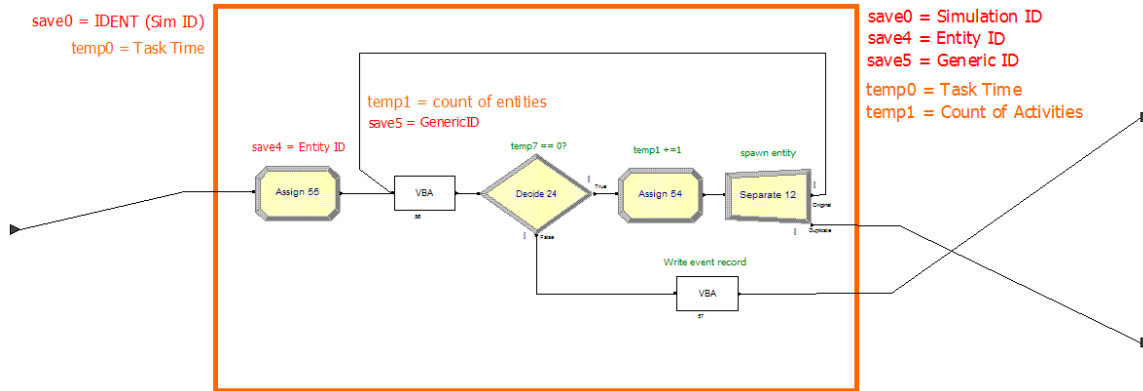 save0 = IDENT (Sim ID)
temp0 = Task Time
save0 = Simulation ID
save4 = Entity ID
save5 = Generic ID
temp0 = Task Time
temp1 = Count of Activities
temp1 = count of entities
save5 = GenericID
save4 = Entity ID
temp7 == 0?
temp1 +=1
spawn entity
Assign 55
VBA
Decide 24
True
Assign 54
Separate 12
Original
Duplicate
False
Write event record
VBA
57